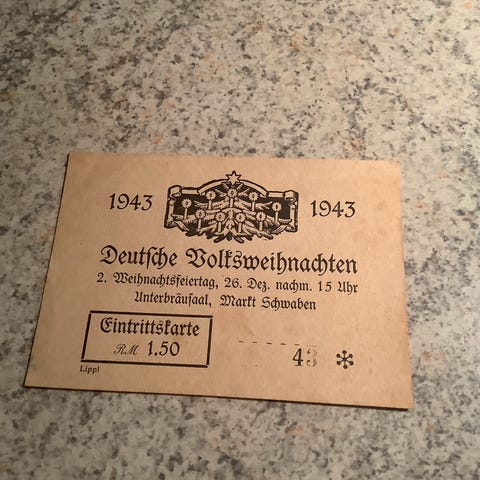 1943 1943
Deutsche Volksweihnachten
2. Weihnachtsfeiertag, 26. Dez. nachm. 15 Uhr
Unterbräusaal, Markt Schwaben
Eintrittskarte
RM 1.50
43 *
Lippl